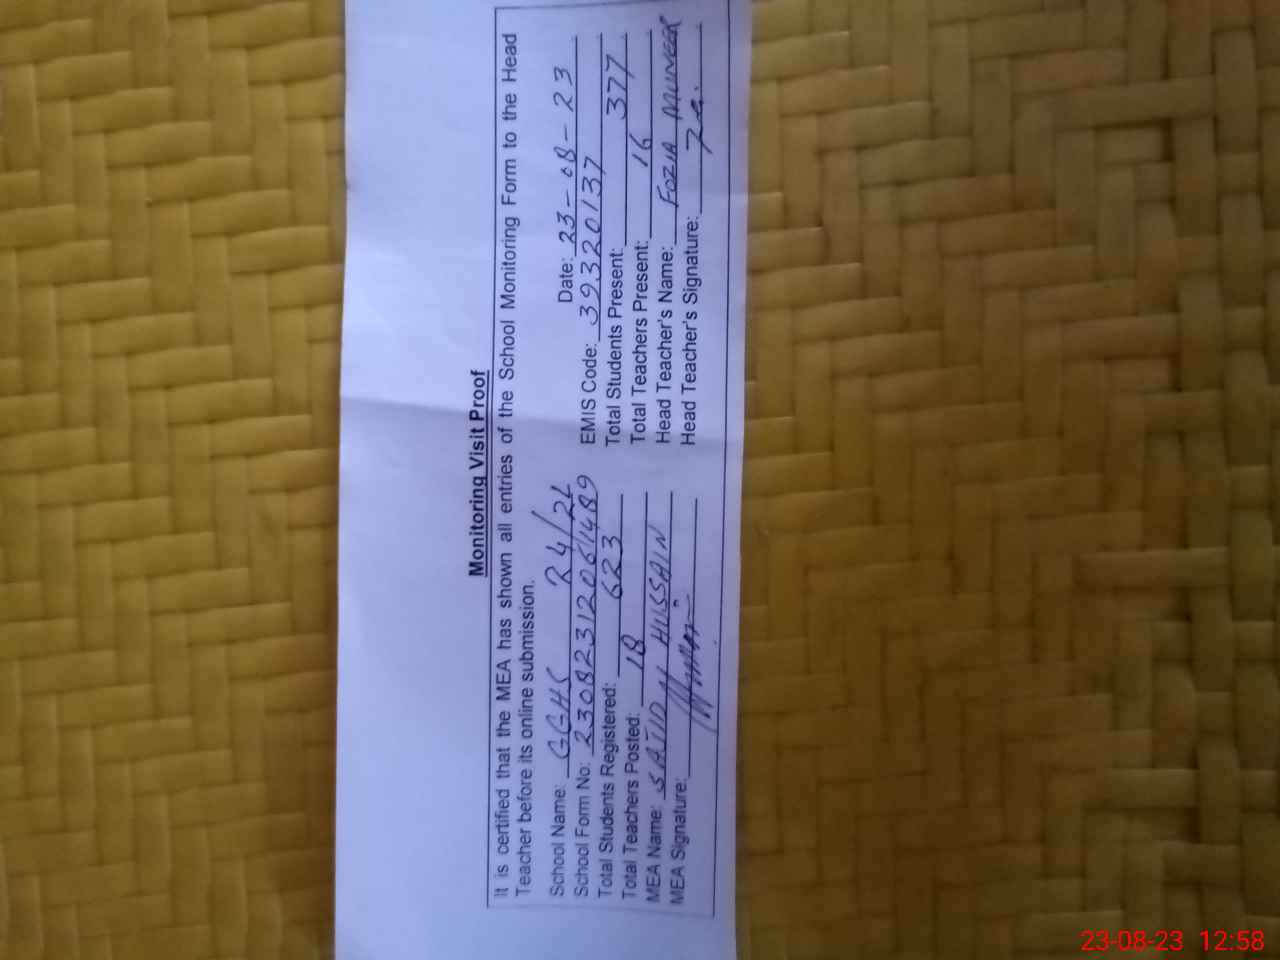 Monitoring Visit Proof
It is certified that the MEA has shown all entries of the School Monitoring Form to the Head
Teacher before its online submission.
School Name: GGHS 24/2L Date: 23-08-23
School Form No: 23082312061489 EMIS Code: 39320137
Total Students Registered: 623 Total Students Present: 377
Total Teachers Posted: 18 Total Teachers Present: 16
MEA Name: SAJID HUSSAIN Head Teacher's Name: FOZIA MUNEER
MEA Signature: Head Teacher's Signature:
23-08-23 12:58